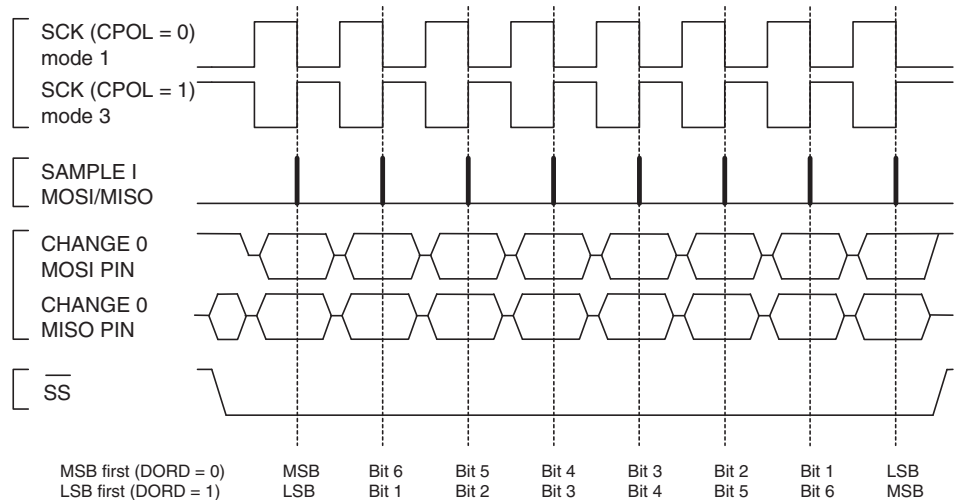 SCK (CPOL = 0)
mode 1
SCK (CPOL = 1)
mode 3
SAMPLE I
MOSI/MISO
CHANGE 0
MOSI PIN
CHANGE 0
MISO PIN
SS
MSB first (DORD = 0) MSB Bit 6 Bit 5 Bit 4 Bit 3 Bit 2 Bit 1 LSB
LSB first (DORD = 1) LSB Bit 1 Bit 2 Bit 3 Bit 4 Bit 5 Bit 6 MSB